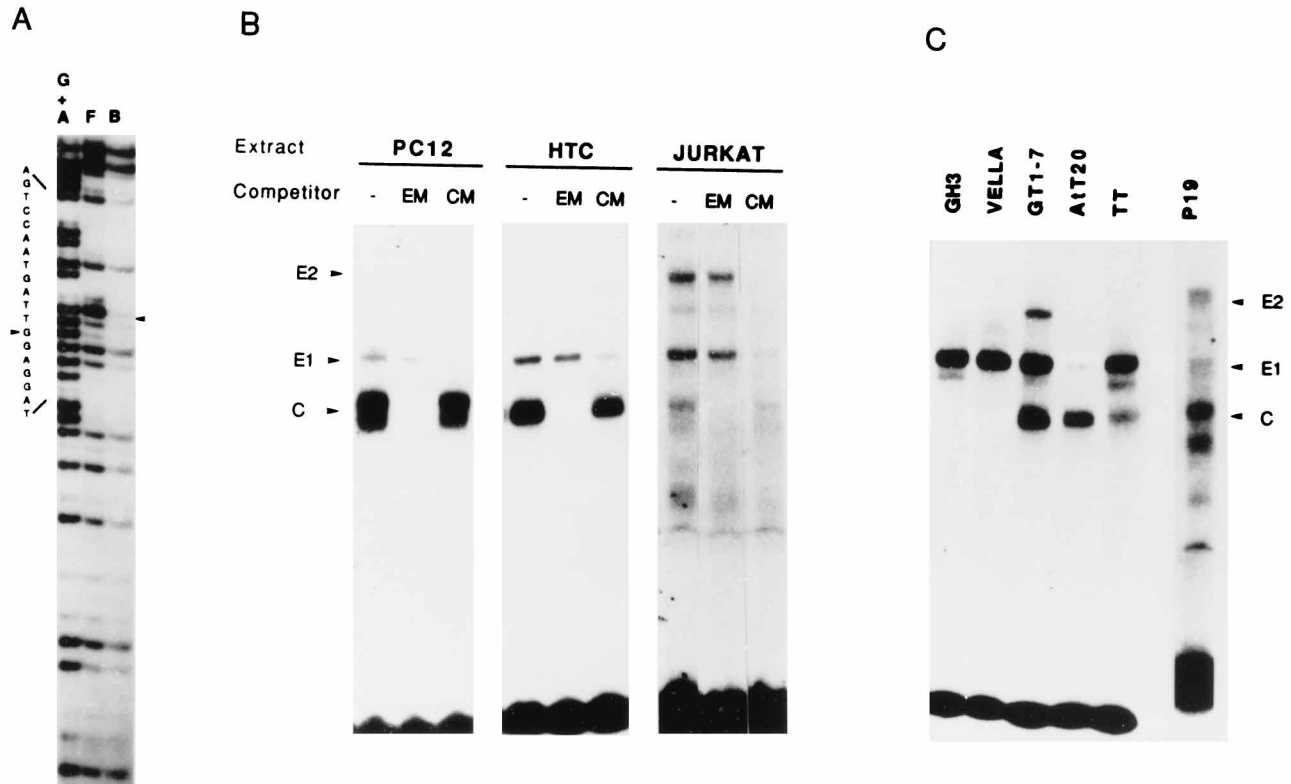 A
B
C
G
+
A F B
AGTCCAATGATTGGAGGAT
Extract PC12 HTC JURKAT
Competitor - EM CM - EM CM - EM CM
E2
E1
C
GH3 VELLA GT1-7 AtT20 TT P19
E2
E1
C